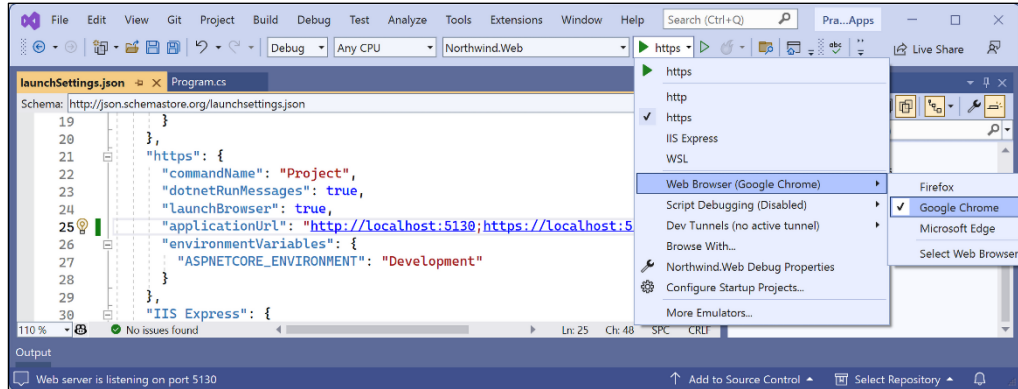 File Edit View Git Project Build Debug Test Analyze Tools Extensions Window Help Search (Ctrl+Q) Pra...Apps
Debug Any CPU Northwind.Web https abc Live Share
launchSettings.json Program.cs
Schema: http://json.schemastore.org/launchsettings.json
19 }
20 },
21 "https": {
22 "commandName": "Project",
23 "dotnetRunMessages": true,
24 "launchBrowser": true,
25 "applicationUrl": "http://localhost:5130;https://localhost:5
26 "environmentVariables": {
27 "ASPNETCORE_ENVIRONMENT": "Development"
28 }
29 },
30 "IIS Express": {
https
http
https
IIS Express
WSL
Web Browser (Google Chrome)
Script Debugging (Disabled)
Dev Tunnels (no active tunnel)
Browse With...
Northwind.Web Debug Properties
Configure Startup Projects...
More Emulators...
Firefox
Google Chrome
Microsoft Edge
Select Web Browser
110 % No issues found Ln: 25 Ch: 48 SPC CRLF
Output
Web server is listening on port 5130 Add to Source Control Select Repository